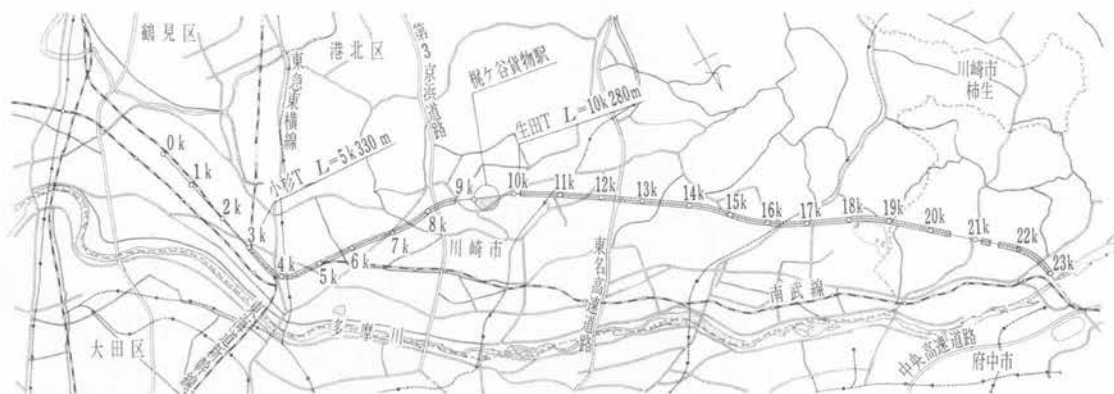 鶴見区
港北区
東急東横線
第3京浜道路
梶ケ谷貨物駅
生田T L=10k280m
小杉T L=5k330m
川崎市
柿生
0k
1k
2k
3k
4k
5k
6k
7k
8k
9k
10k
11k
12k
13k
14k
15k
16k
17k
18k
19k
20k
21k
22k
23k
川崎市
東名高速道路
南武線
多摩川
大田区
中央高速道路
府中市